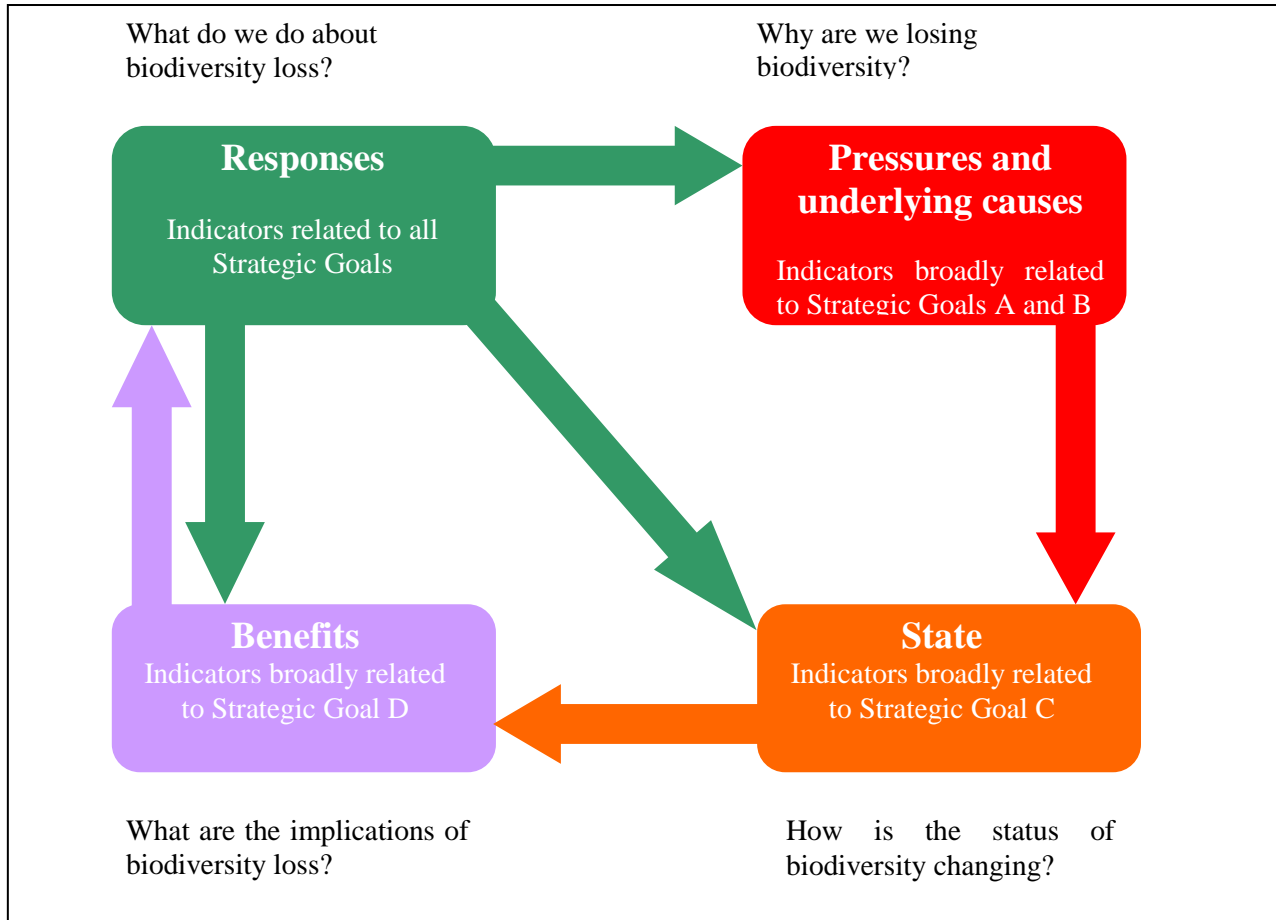 What do we do about
biodiversity loss?
Why are we losing
biodiversity?
Responses
Indicators related to all
Strategic Goals
Pressures and
underlying causes
Indicators broadly related
to Strategic Goals A and B
Benefits
Indicators broadly related
to Strategic Goal D
State
Indicators broadly related
to Strategic Goal C
What are the implications of
biodiversity loss?
How is the status of
biodiversity changing?